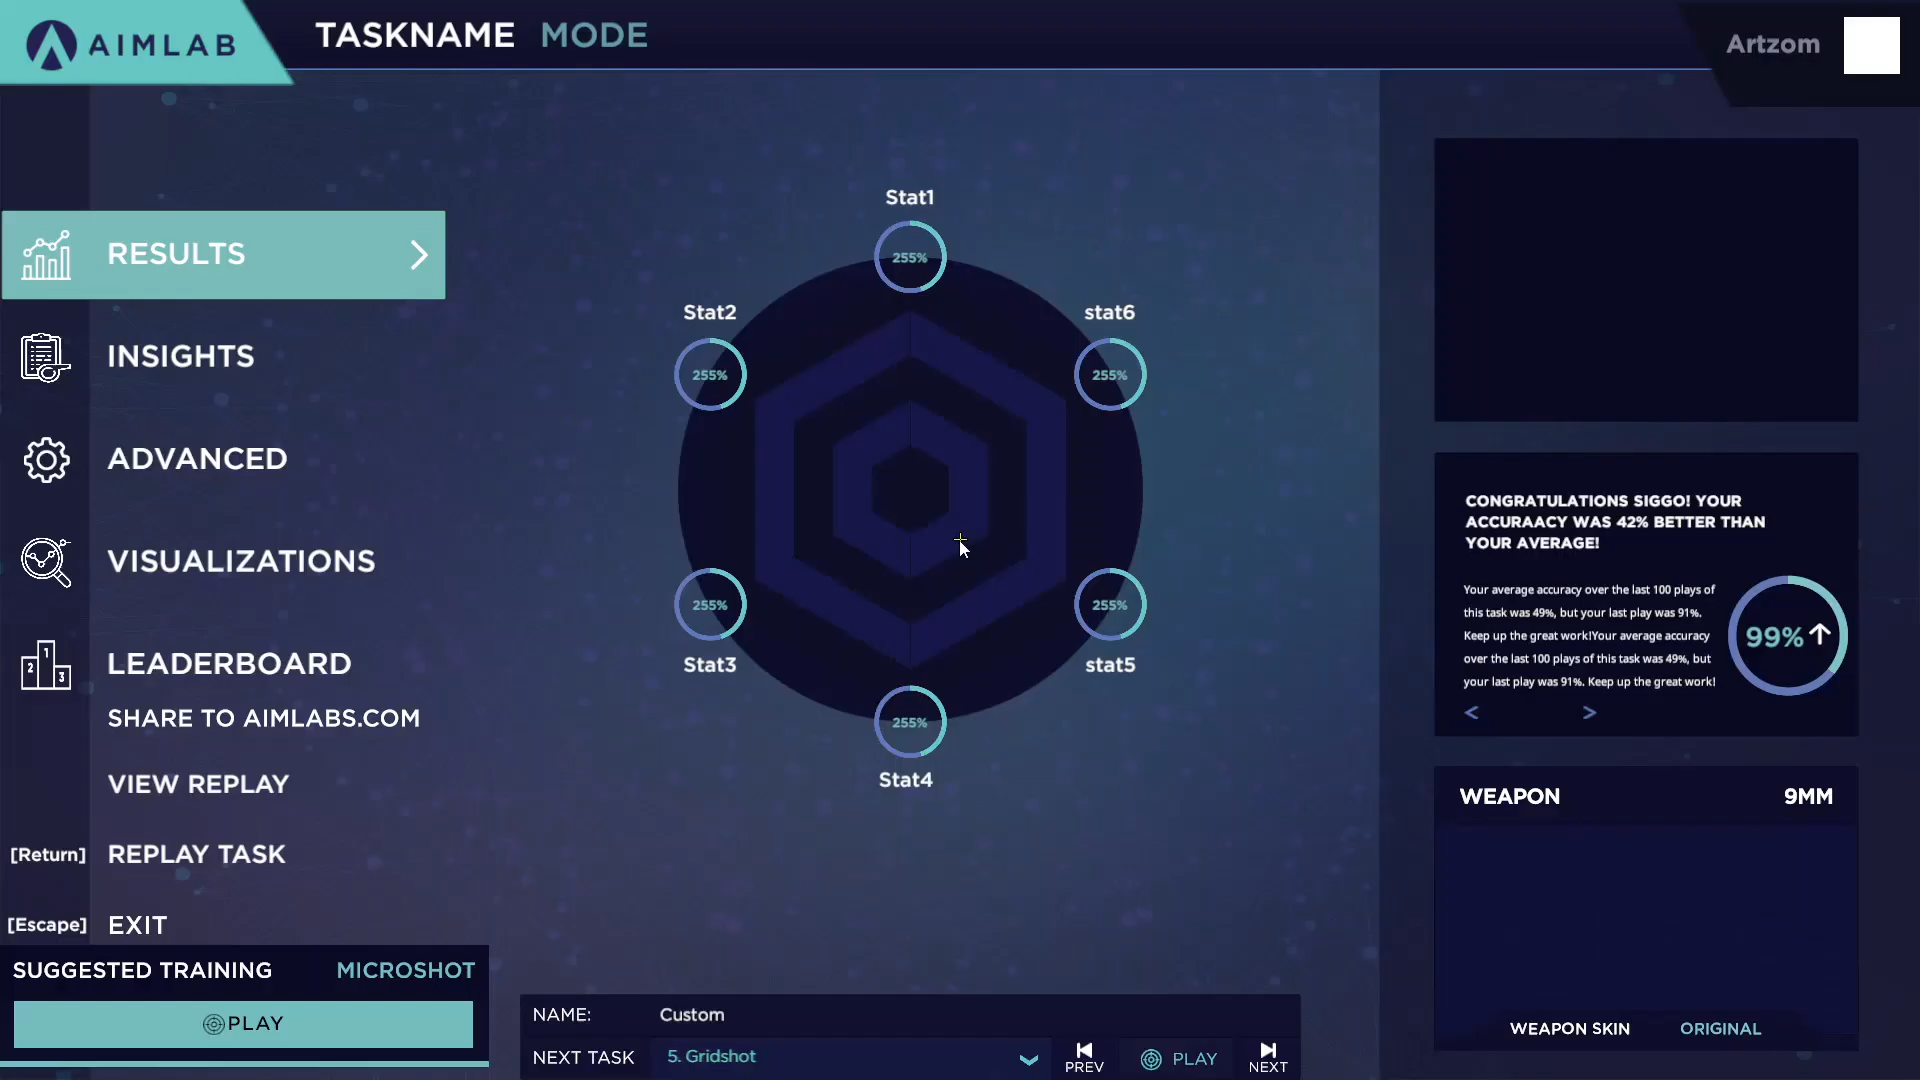 AIMLAB
TASKNAME MODE
Artzom
RESULTS
INSIGHTS
ADVANCED
VISUALIZATIONS
1
2
3
LEADERBOARD
SHARE TO AIMLABS.COM
VIEW REPLAY
[Return] REPLAY TASK
[Escape] EXIT
SUGGESTED TRAINING MICROSHOT
PLAY
Stat1
255%
Stat2
255%
stat6
255%
255%
Stat3
255%
stat5
255%
Stat4
CONGRATULATIONS SIGGO! YOUR
ACCURAACY WAS 42% BETTER THAN
YOUR AVERAGE!
Your average accuracy over the last 100 plays of
this task was 49%, but your last play was 91%.
Keep up the great work!Your average accuracy
over the last 100 plays of this task was 49%, but
your last play was 91%. Keep up the great work!
< >
99%
WEAPON 9MM
WEAPON SKIN ORIGINAL
NAME: Custom
NEXT TASK 5. Gridshot
PREV PLAY NEXT